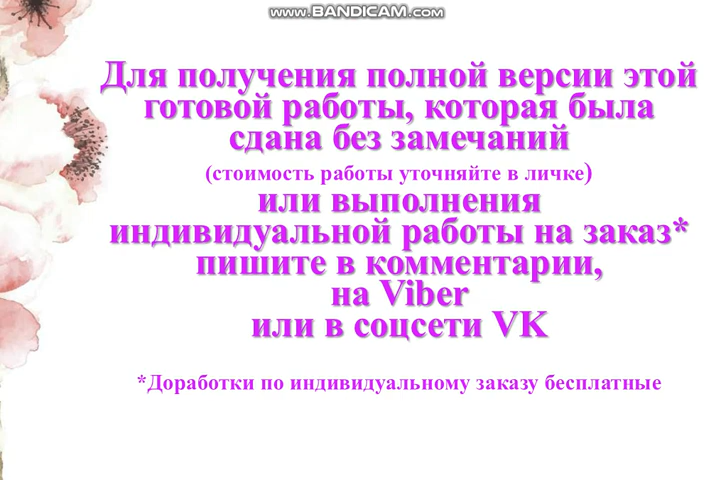 www.BANDICAM.com
Для получения полной версии этой
готовой работы, которая была
сдана без замечаний
(стоимость работы уточняйте в личке)
или выполнения
индивидуальной работы на заказ*
пишите в комментарии,
на Viber
или в соцсети VK
*Доработки по индивидуальному заказу бесплатные